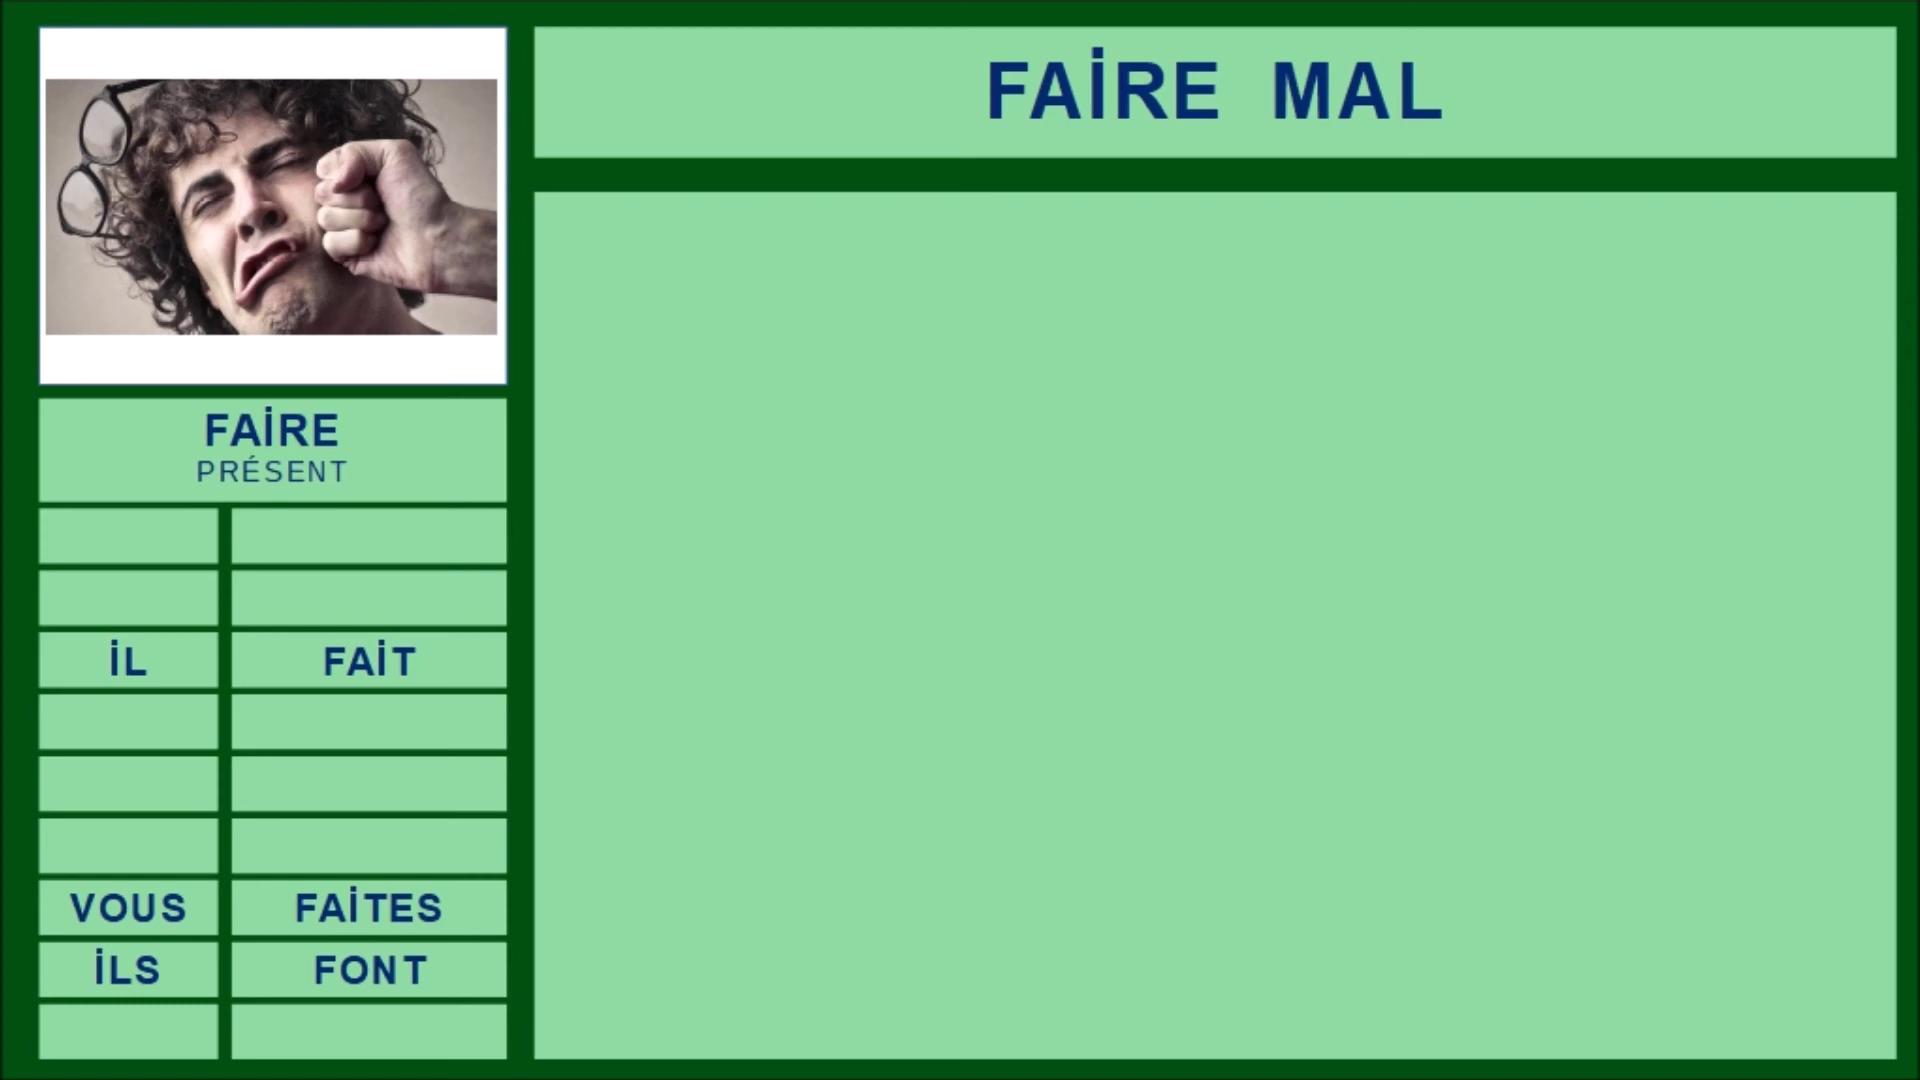 FAİRE MAL
FAİRE
PRÉSENT
İL FAİT
VOUS FAİTES
İLS FONT